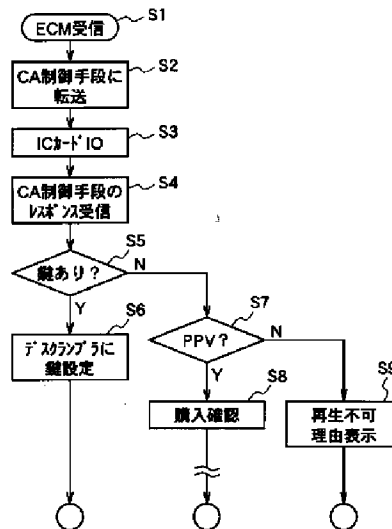 ECM受信
S1
CA制御手段に
転送
S2
ICカードIO
S3
CA制御手段の
レスポンス受信
S4
鍵あり?
S5
N
Y
デスクランブラに
鍵設定
S6
PPV?
S7
N
Y
購入確認
S8
再生不可
理由表示
S9